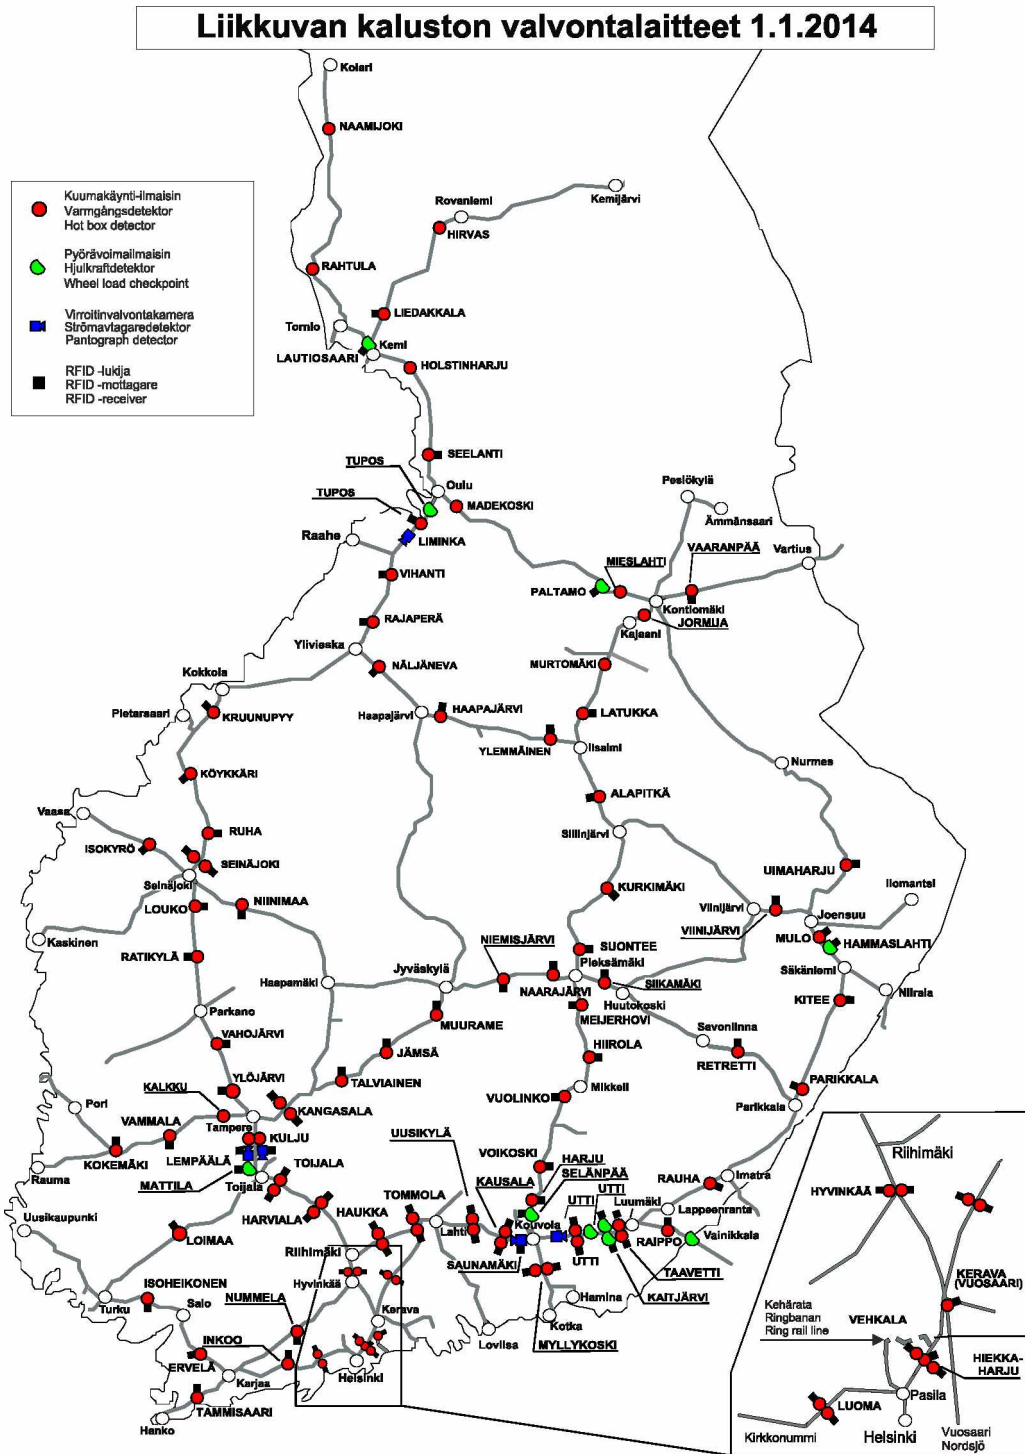 Liikkuvan kaluston valvontalaitteet 1.1.2014
Kuumakäynti-ilmaisin
Varmgångsdetektor
Hot box detector
Pyörävoimailmaisin
Hjulkraftdetektor
Wheel load checkpoint
Virroitinvalvontakamera
Strömavtagaredetektor
Pantograph detector
RFID -lukija
RFID -mottagare
RFID -receiver
Kolari
NAAMIJOKI
Kemijärvi
Rovaniemi
HIRVAS
RAHTULA
LIEDAKKALA
Tornio
Kemi
LAUTIOSAARI
HOLSTINHARJU
SEELANTI
TUPOS
Oulu
TUPOS
MADEKOSKI
Pesiökylä
Ämmänsaari
Raahe
LIMINKA
VAARANPÄÄ
Vartius
MIESLAHTI
VIHANTI
PALTAMO
Kontiomäki
RAJAPERÄ
JORMUA
Kajaani
Ylivieska
NÄLJÄNEVA
MURTOMÄKI
Kokkola
Pietarsaari
KRUUNUPYY
Haapajärvi
HAAPAJÄRVI
LATUKKA
YLEMMÄINEN
Iisalmi
Nurmes
KÖYKKÄRI
ALAPITKÄ
Vaasa
RUHA
Siilinjärvi
ISOKYRÖ
SEINÄJOKI
UIMAHARJU
Seinäjoki
KURKIMÄKI
Ilomantsi
LOUKO
NIINIMAA
Viinijärvi
Joensuu
VIINIJÄRVI
MULO
HAMMASLAHTI
Kaskinen
NIEMISJÄRVI
SUONTEE
RATIKYLÄ
Pieksämäki
Säkäniemi
Haapamäki
Jyväskylä
NAARAJÄRVI
SIIKAMÄKI
Huutokoski
Niirala
KITEE
Parkano
MUURAME
MEIJERHOVI
Savonlinna
VAHOJÄRVI
JÄMSÄ
HIIROLA
RETRETTI
KALKKU
YLÖJÄRVI
TALVIAINEN
Mikkeli
PARIKKALA
Pori
VUOLINKO
Parikkala
VAMMALA
Tampere
KANGASALA
UUSIKYLÄ
KULJU
KOKEMÄKI
LEMPÄÄLÄ
VOIKOSKI
HARJU
Rauma
MATTILA
TOIJALA
SELÄNPÄÄ
Imatra
Toijala
KAUSALA
UTTI
UTTI
RAUHA
TOMMOLA
Luumäki
Lappeenranta
Uusikaupunki
HARVIALA
HAUKKA
Lahti
Kouvola
LOIMAA
RAIPPO
Vainikkala
Riihimäki
SAUNAMÄKI
UTTI
TAAVETTI
ISOHEIKONEN
Hyvinkää
KAITJÄRVI
Turku
Salo
NUMMELA
Hamina
Kerava
Kotka
INKOO
Loviisa
MYLLYKOSKI
ERVELÄ
Helsinki
Karjaa
TAMMISAARI
Hanko
Riihimäki
HYVINKÄÄ
KERAVA
(VUOSAARI)
Kehärata
Ringbanan
Ring rail line
VEHKALA
HIEKKA-
HARJU
Pasila
LUOMA
Kirkkonummi
Helsinki
Vuosaari
Nordsjö